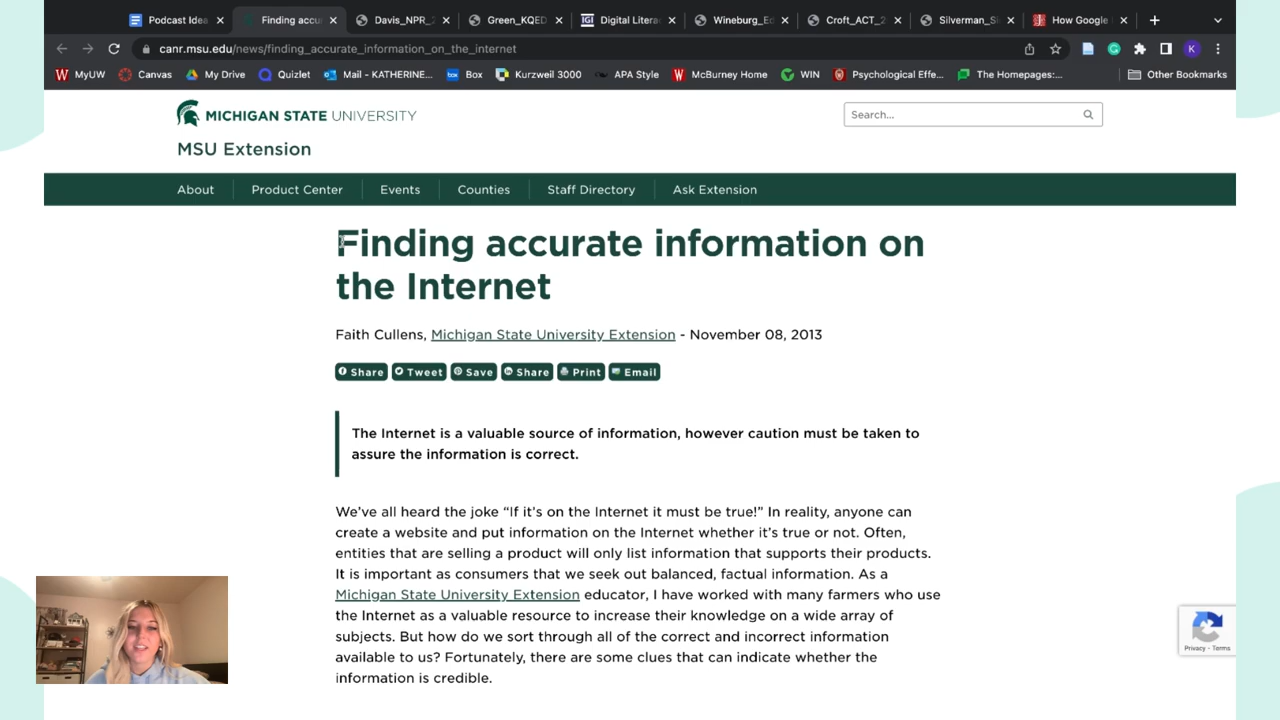 Podcast Idea
Finding accu
Davis_NPR_
Green_KQED
IGI Digital Litera
Wineburg_Ed
Croft_ACT_2
Silverman_Si
How Google
canr.msu.edu/news/finding_accurate_information_on_the_internet
K
W MyUW
Canvas
My Drive
Quizlet
Mail - KATHERINE...
box Box
Kurzweil 3000
APA Style
W McBurney Home
WIN
Psychological Effe...
The Homepages:...
Other Bookmarks
MICHIGAN STATE UNIVERSITY
Search...
MSU Extension
About Product Center Events Counties Staff Directory Ask Extension
Finding accurate information on
the Internet
Faith Cullens, Michigan State University Extension - November 08, 2013
Share Tweet Save Share Print Email
The Internet is a valuable source of information, however caution must be taken to
assure the information is correct.
We’ve all heard the joke “If it’s on the Internet it must be true!” In reality, anyone can
create a website and put information on the Internet whether it’s true or not. Often,
entities that are selling a product will only list information that supports their products.
It is important as consumers that we seek out balanced, factual information. As a
Michigan State University Extension educator, I have worked with many farmers who use
the Internet as a valuable resource to increase their knowledge on a wide array of
subjects. But how do we sort through all of the correct and incorrect information
available to us? Fortunately, there are some clues that can indicate whether the
information is credible.
Privacy - Terms